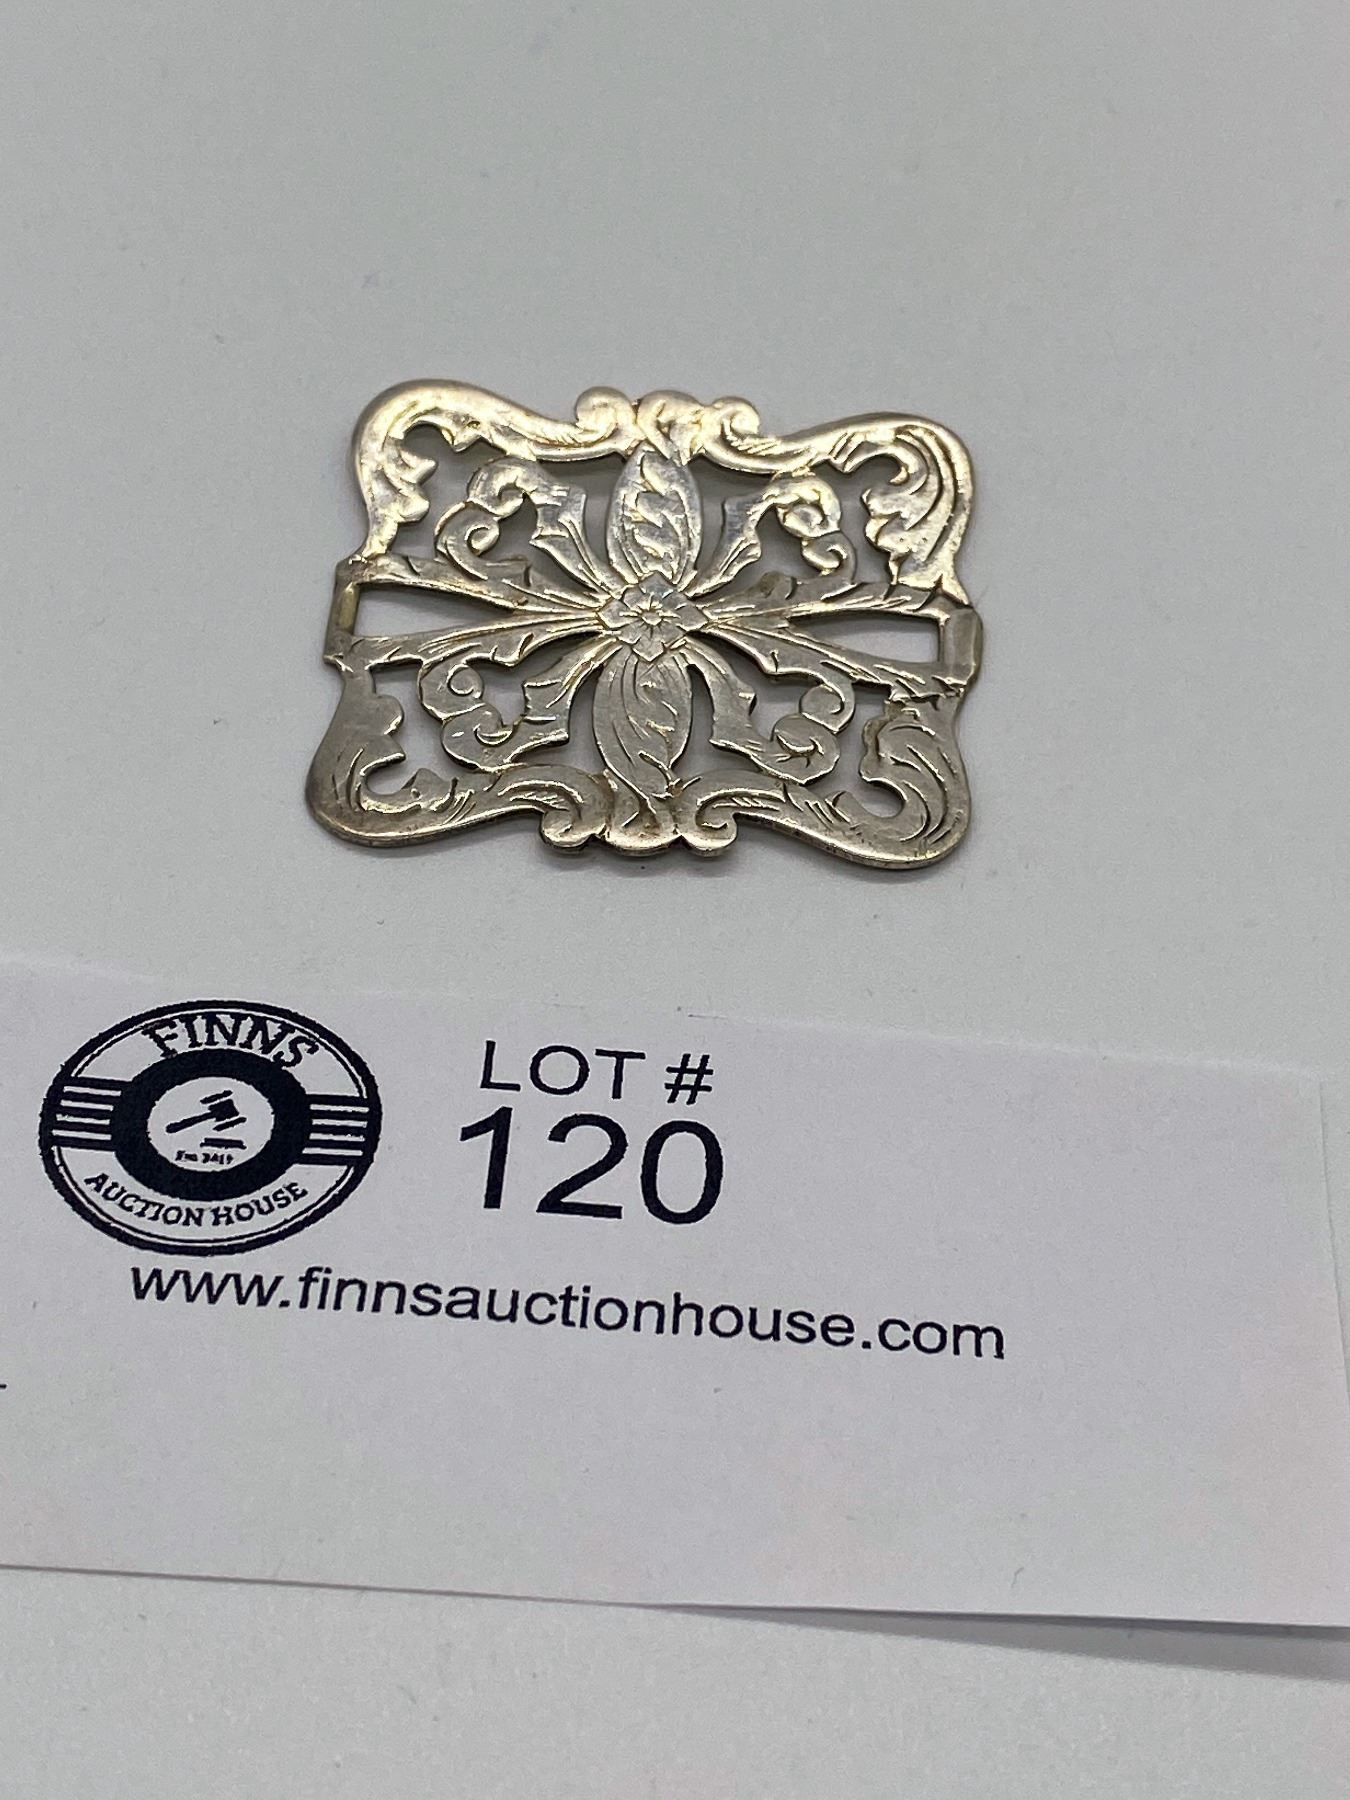 FINNS
AUCTION HOUSE
LOT #
120
www.finnsauctionhouse.com